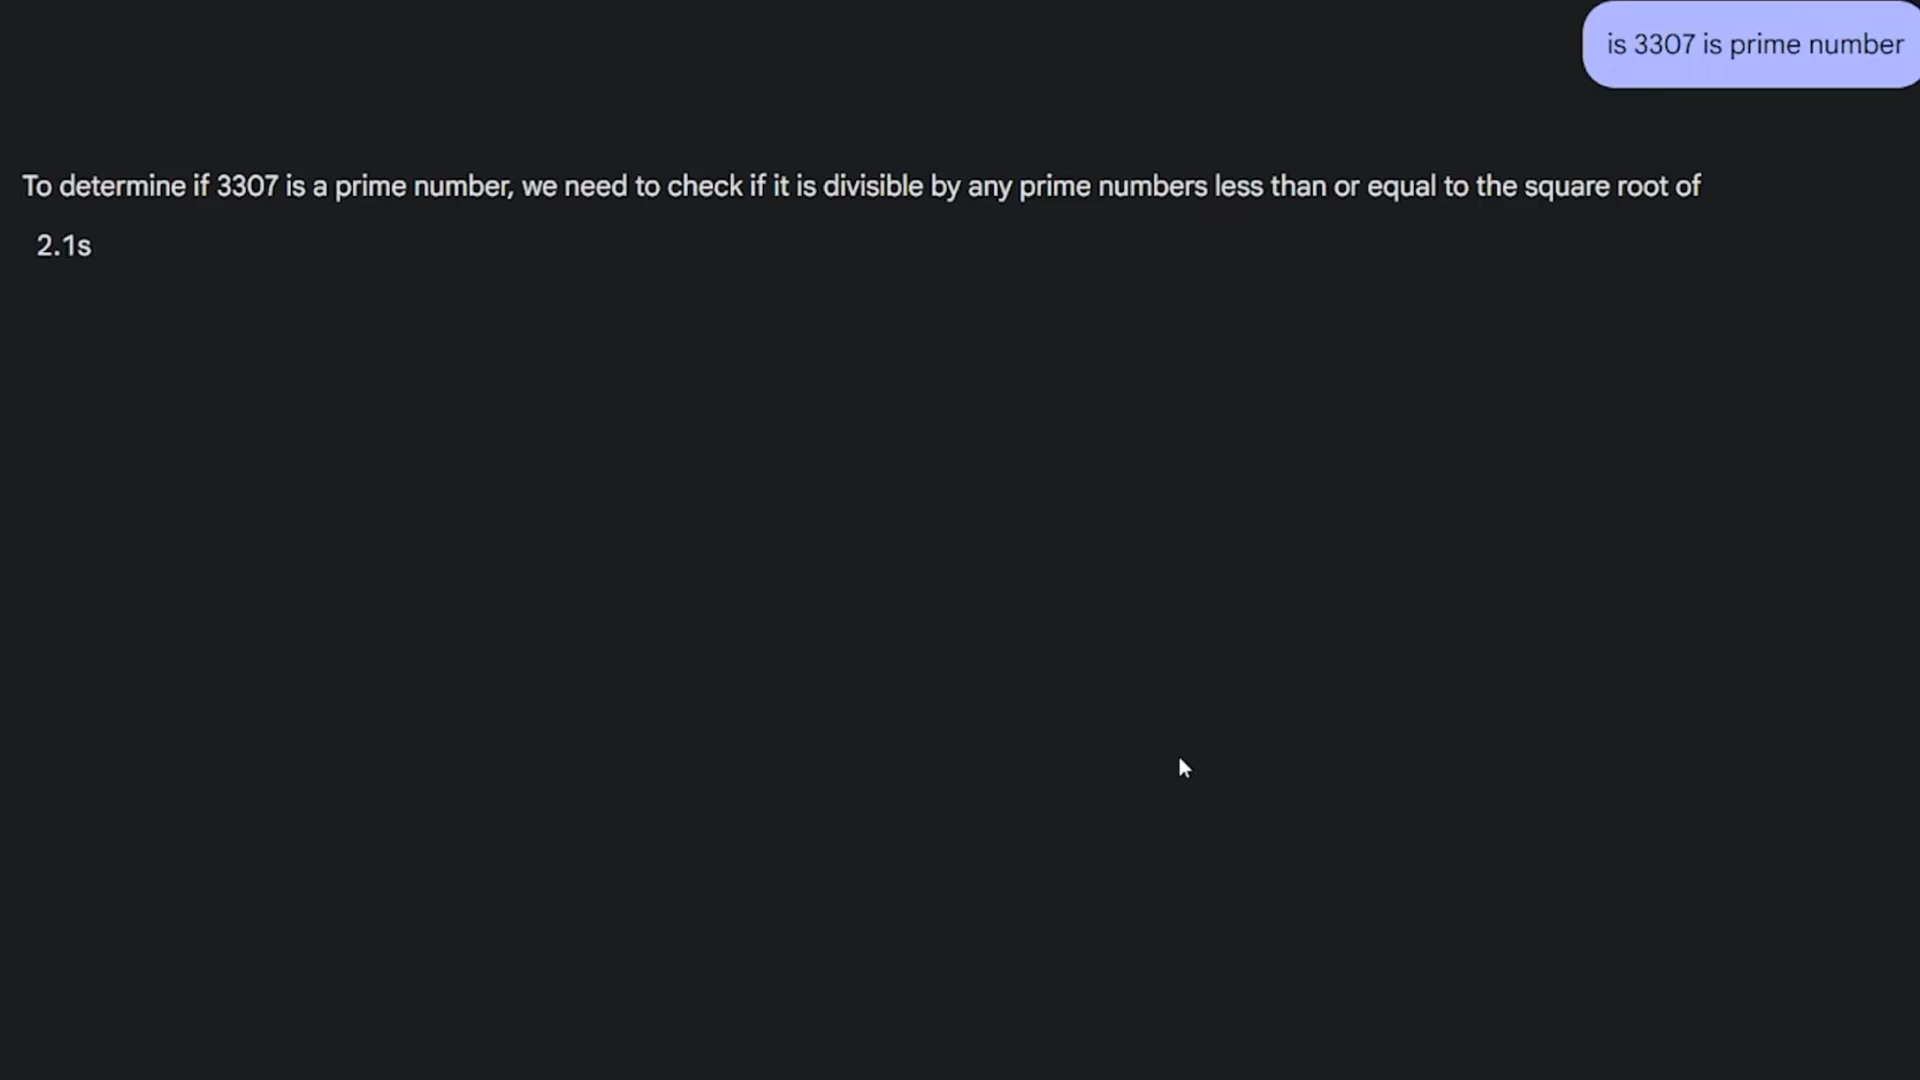 is 3307 is prime number
To determine if 3307 is a prime number, we need to check if it is divisible by any prime numbers less than or equal to the square root of
2.1s